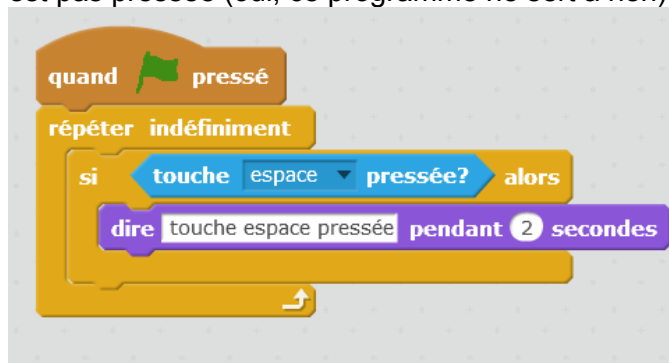 est pas pressée (oui, ce programme ne sert à rien)
quand pressé
répéter indéfiniment
si touche espace pressée? alors
dire touche espace pressée pendant 2 secondes